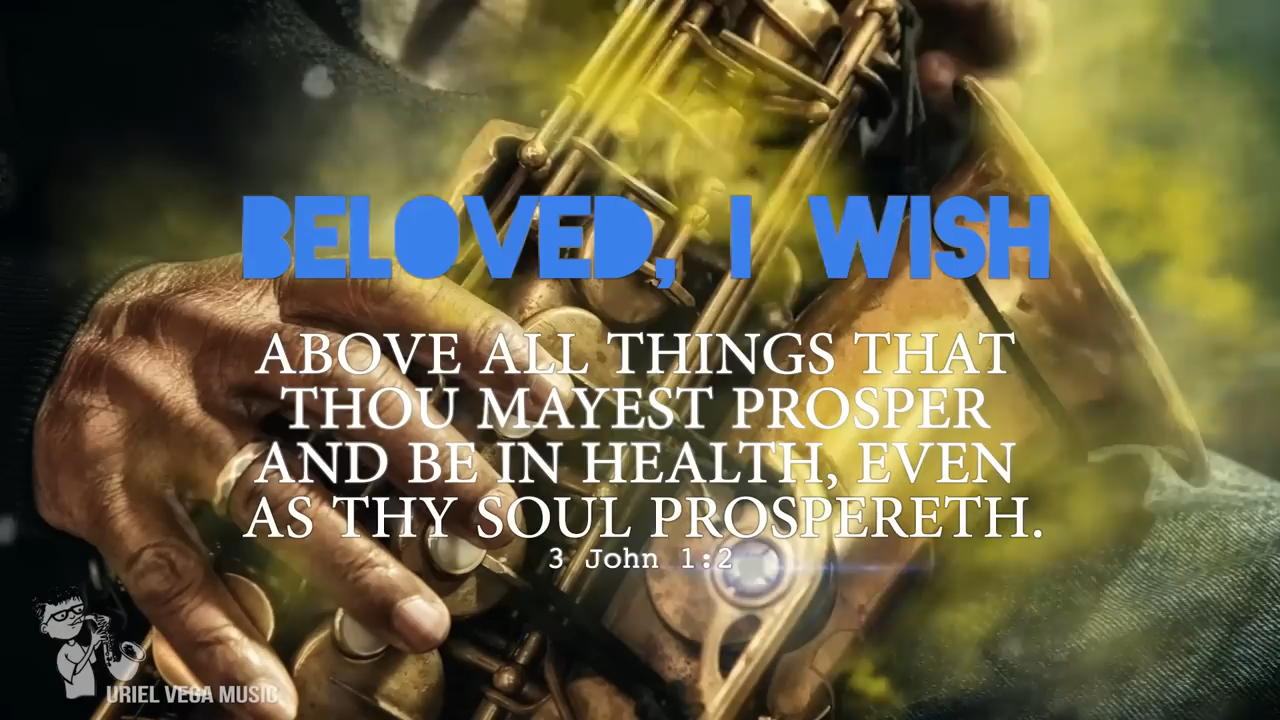 BELOVED, I WISH
ABOVE ALL THINGS THAT
THOU MAYEST PROSPER
AND BE IN HEALTH, EVEN
AS THY SOUL PROSPERETH.
3 John 1:2
URIEL VEGA MUSIC